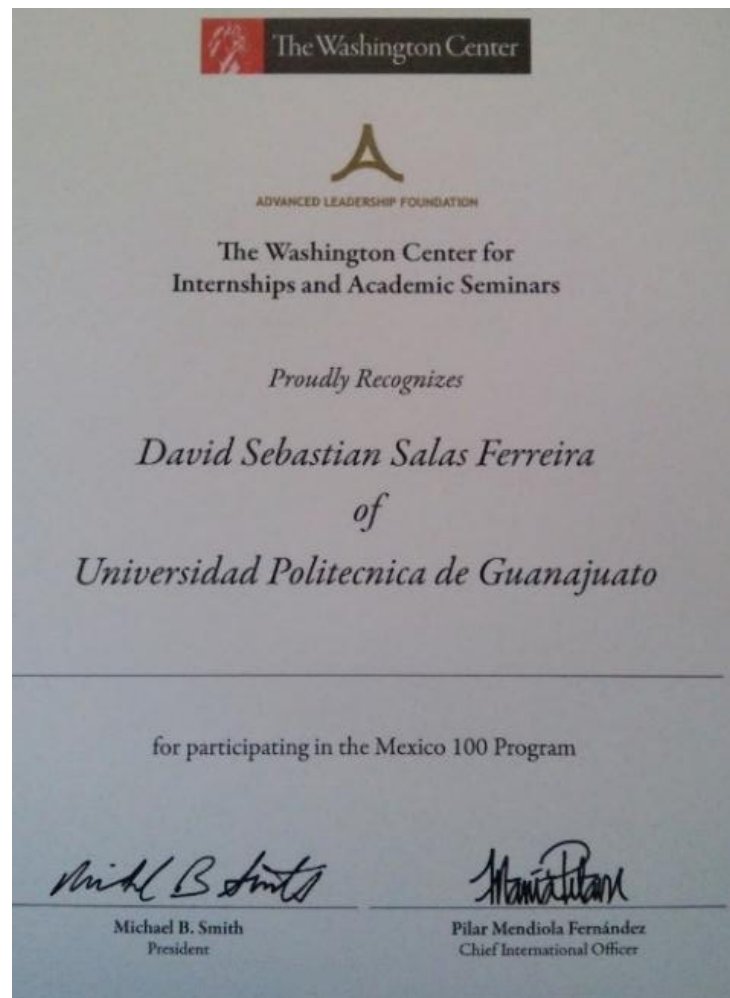 The Washington Center
ADVANCED LEADERSHIP FOUNDATION
The Washington Center for
Internships and Academic Seminars
Proudly Recognizes
David Sebastian Salas Ferreira
of
Universidad Politecnica de Guanajuato
for participating in the Mexico 100 Program
Michael B. Smith
President
Pilar Mendiola Fernández
Chief International Officer